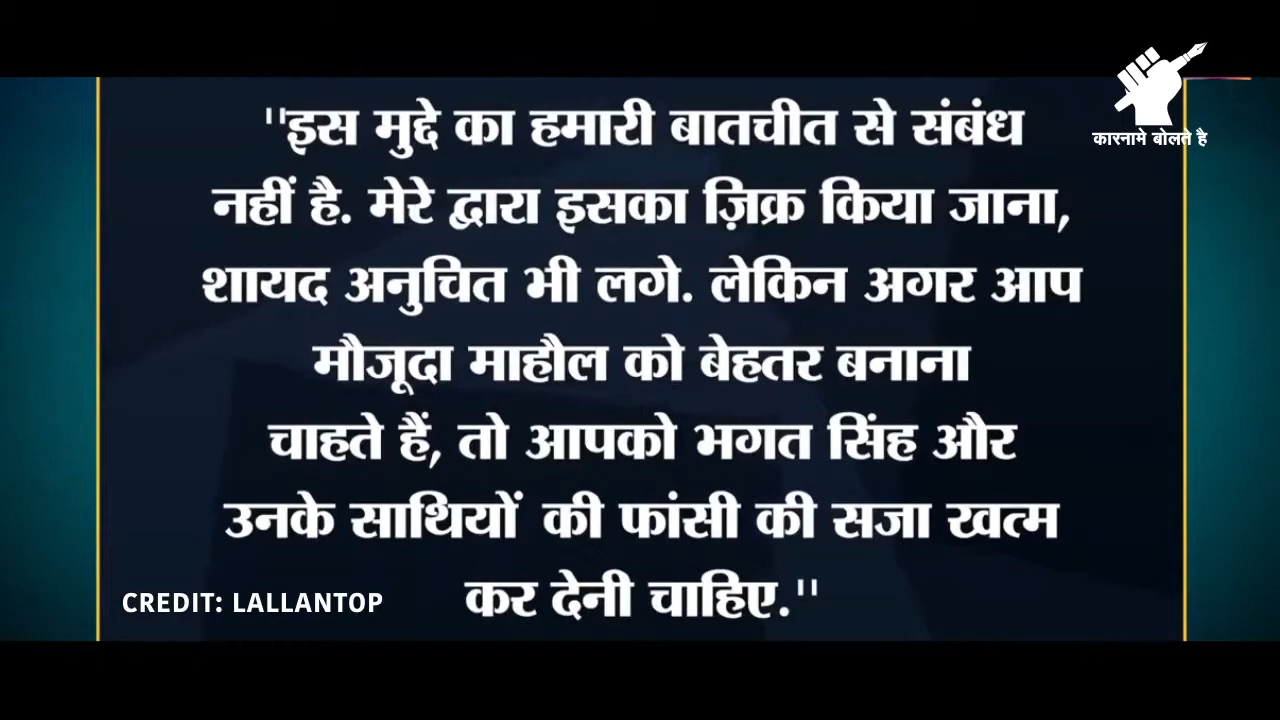 कारनामे बोलते है
"इस मुद्दे का हमारी बातचीत से संबंध
नहीं है. मेरे द्वारा इसका ज़िक्र किया जाना,
शायद अनुचित भी लगे. लेकिन अगर आप
मौजूदा माहौल को बेहतर बनाना
चाहते हैं, तो आपको भगत सिंह और
उनके साथियों की फांसी की सजा खत्म
कर देनी चाहिए."
CREDIT: LALLANTOP